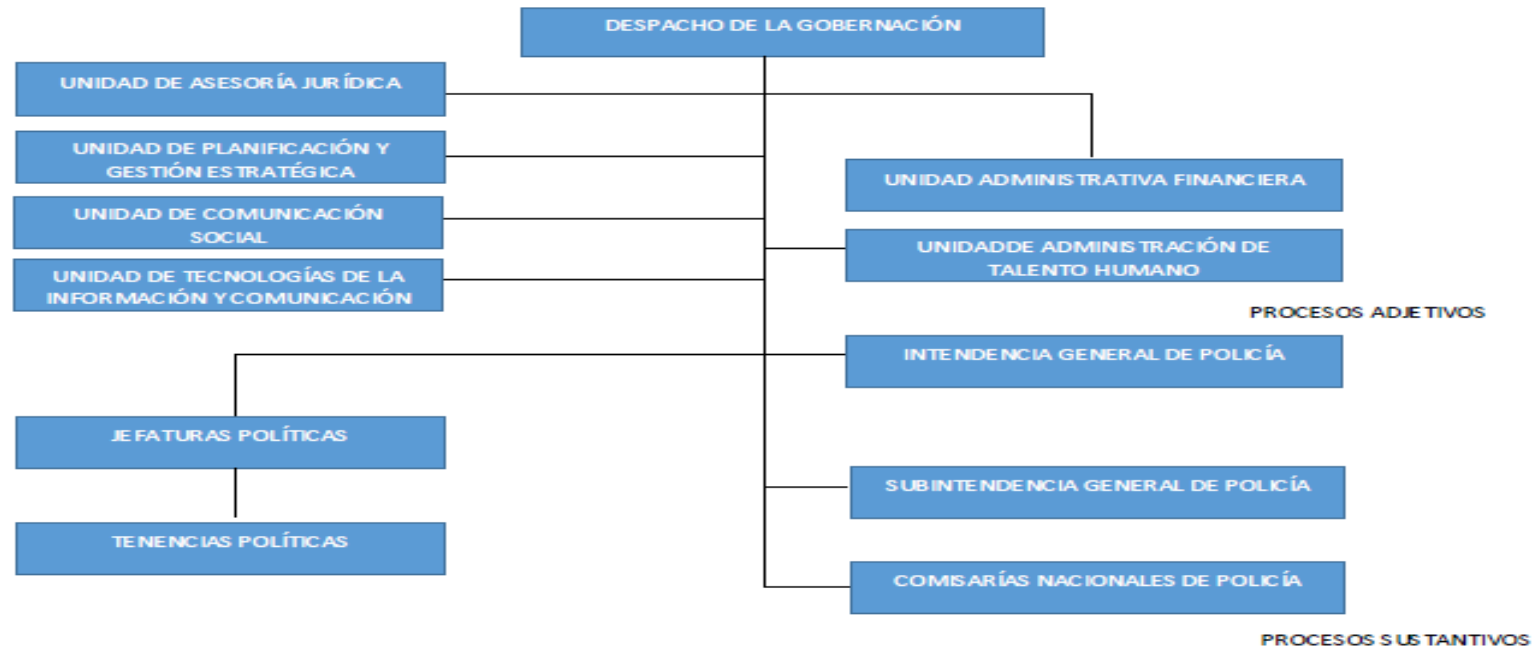 DESPACHO DE LA GOBERNACIÓN
UNIDAD DE ASESORÍA JURÍDICA
UNIDAD DE PLANIFICACIÓN Y
GESTIÓN ESTRATÉGICA
UNIDAD ADMINISTRATIVA FINANCIERA
UNIDAD DE COMUNICACIÓN
SOCIAL
UNIDADDE ADMINISTRACIÓN DE
TALENTO HUMANO
UNIDAD DE TECNOLOGÍAS DE LA
INFORMACIÓN Y COMUNICACIÓN
PROCESOS ADJETIVOS
INTENDENCIA GENERAL DE POLICÍA
JEFATURAS POLÍTICAS
SUBINTENDENCIA GENERAL DE POLICÍA
TENENCIAS POLÍTICAS
COMISARÍAS NACIONALES DE POLICÍA
PROCESOS SUSTANTIVOS